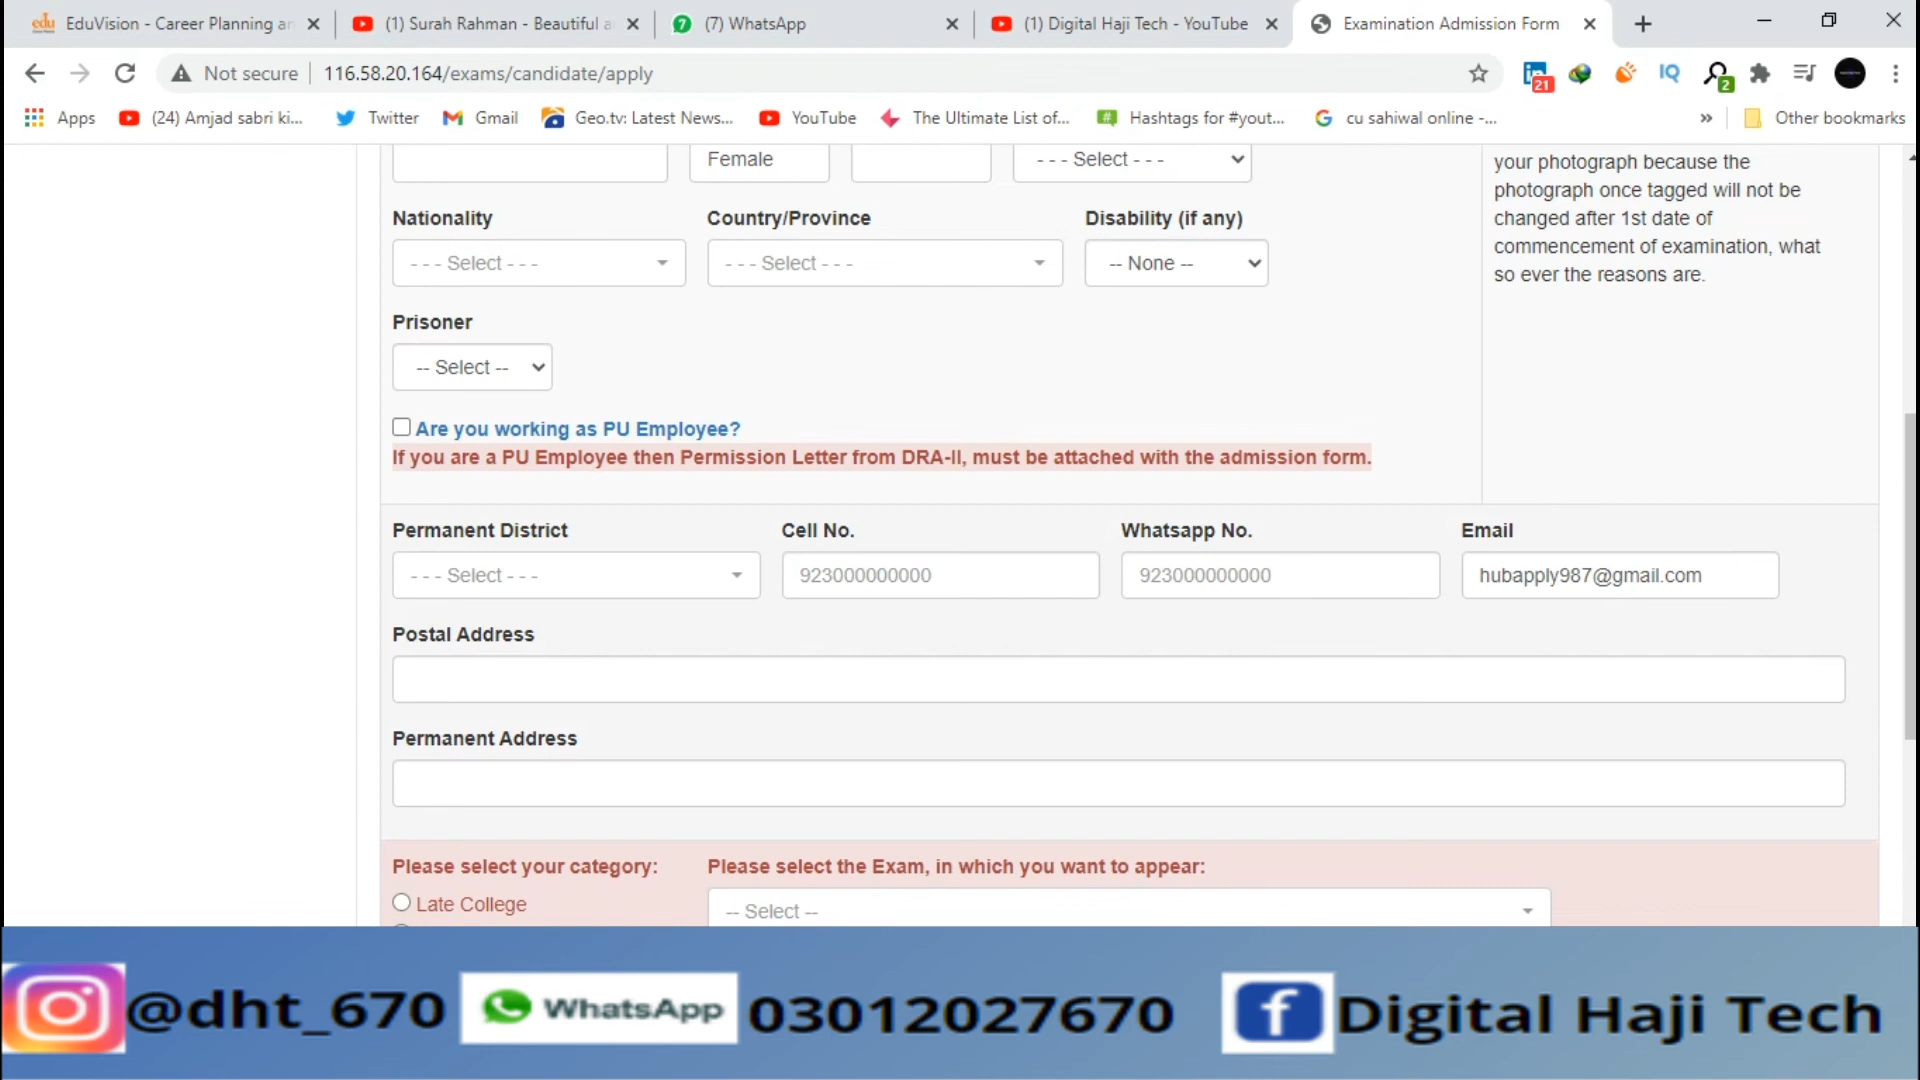 EduVision - Career Planning an
(1) Surah Rahman - Beautiful a
7 (7) WhatsApp
(1) Digital Haji Tech - YouTube
Examination Admission Form
Not secure 116.58.20.164/exams/candidate/apply
21
IQ
2
Apps
(24) Amjad sabri ki...
Twitter
Gmail
Geo.tv: Latest News...
YouTube
The Ultimate List of...
# Hashtags for #yout...
cu sahiwal online -...
»
Other bookmarks
Female
- - - Select - - -
your photograph because the
photograph once tagged will not be
changed after 1st date of
commencement of examination, what
so ever the reasons are.
Nationality Country/Province Disability (if any)
- - - Select - - - - - - Select - - - -- None --
Prisoner
-- Select --
Are you working as PU Employee?
If you are a PU Employee then Permission Letter from DRA-II, must be attached with the admission form.
Permanent District Cell No. Whatsapp No. Email
- - - Select - - - 923000000000 923000000000 hubapply987@gmail.com
Postal Address
Permanent Address
Please select your category: Please select the Exam, in which you want to appear:
Late College -- Select --
@dht_670 WhatsApp 03012027670 f Digital Haji Tech